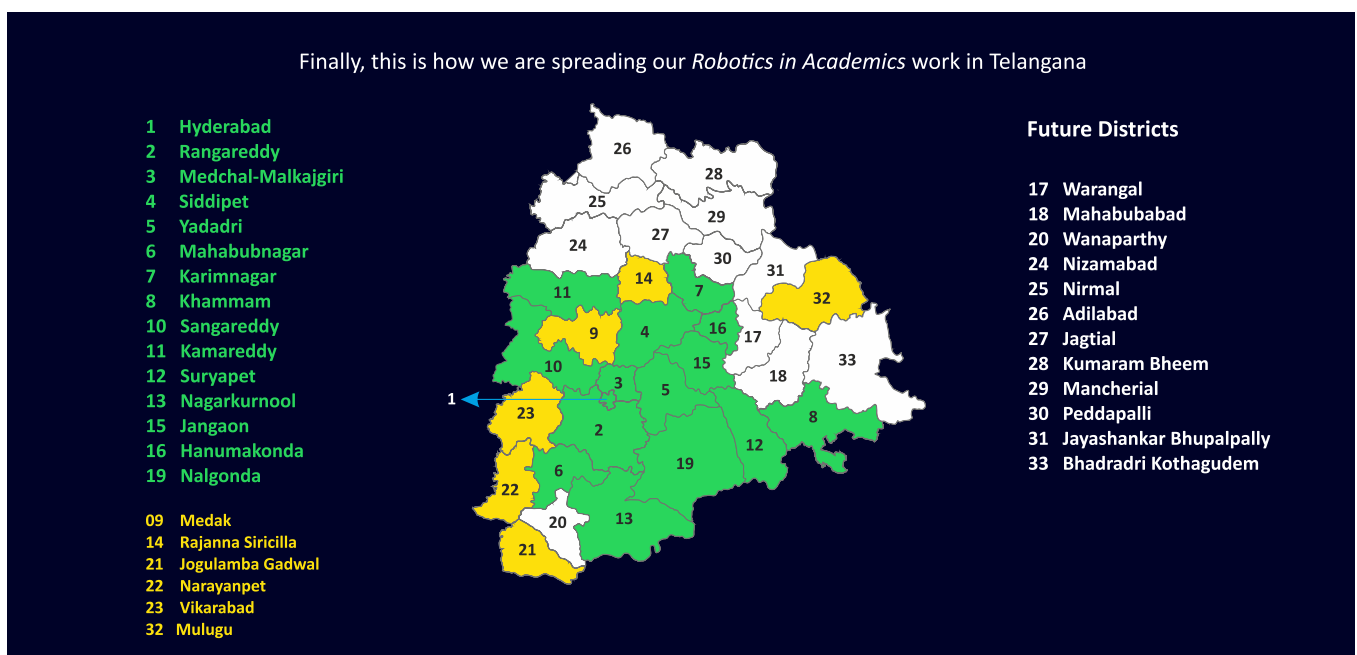 Finally, this is how we are spreading our Robotics in Academics work in Telangana
1 Hyderabad
2 Rangareddy
3 Medchal-Malkajgiri
4 Siddipet
5 Yadadri
6 Mahabubnagar
7 Karimnagar
8 Khammam
10 Sangareddy
11 Kamareddy
12 Suryapet
13 Nagarkurnool
15 Jangaon
16 Hanumakonda
19 Nalgonda
09 Medak
14 Rajanna Siricilla
21 Jogulamba Gadwal
22 Narayanpet
23 Vikarabad
32 Mulugu
26
28
25
29
27
24
30
31
14
11
7
32
16
9
4
17
33
15
10
18
3
5
1
23
8
2
12
19
6
22
20
13
21
Future Districts
17 Warangal
18 Mahabubabad
20 Wanaparthy
24 Nizamabad
25 Nirmal
26 Adilabad
27 Jagtial
28 Kumaram Bheem
29 Mancherial
30 Peddapalli
31 Jayashankar Bhupalpally
33 Bhadradri Kothagudem